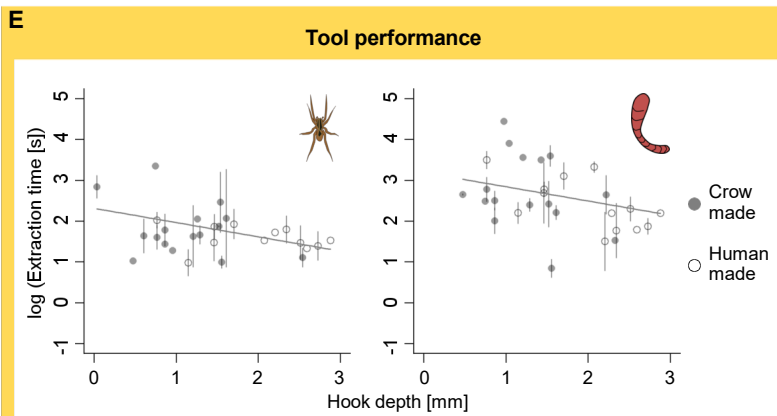 E
Tool performance
log (Extraction time [s])
5
4
3
2
1
0
-1
0 1 2 3
5
4
3
2
1
0
-1
0 1 2 3
Hook depth [mm]
Crow
made
Human
made